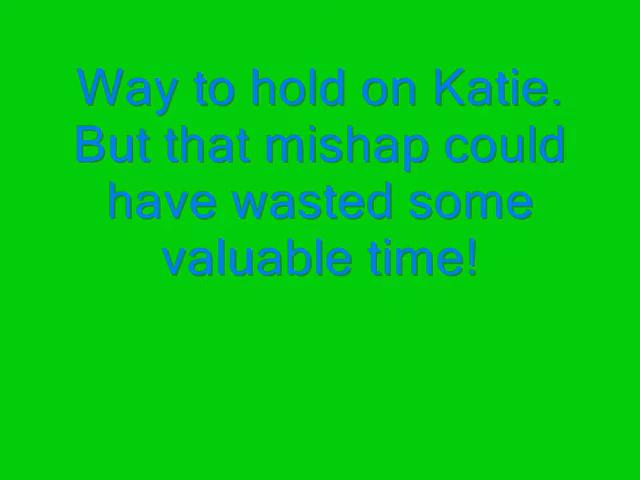 Way to hold on Katie.
But that mishap could
have wasted some
valuable time!